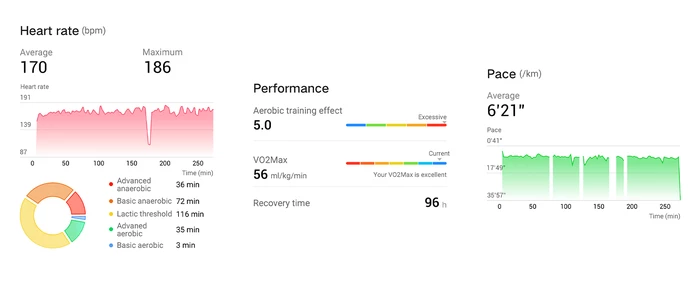 Heart rate (bpm)
Average Maximum
170 186
Heart rate
191
139
87
0 50 100 150 200 250
Time (min)
Advanced
anaerobic 36 min
Basic anaerobic 72 min
Lactic threshold 116 min
Advaned
aerobic 35 min
Basic aerobic 3 min
Performance
Aerobic training effect
5.0
Excessive
VO2Max
56 ml/kg/min
Current
Your VO2Max is excellent
Recovery time 96 h
Pace (/km)
Average
6'21"
Pace
0'41"
17'49"
35'57"
0 50 100 150 200 250
Time (min)